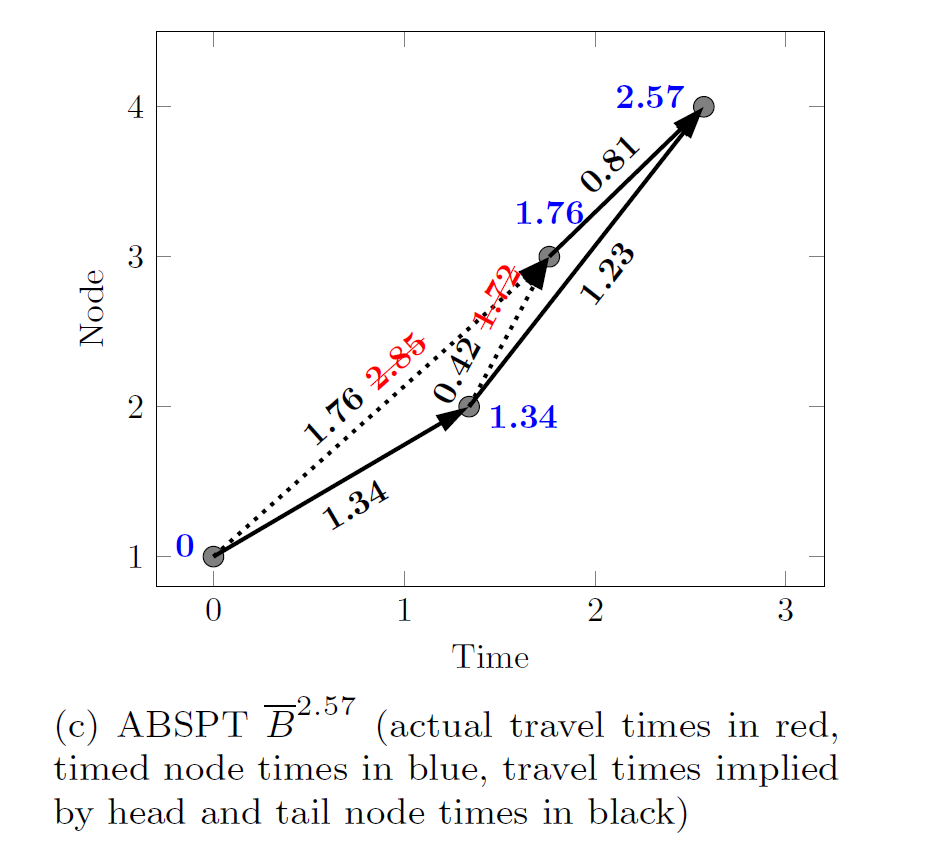 4
3
2
1
Node
2.57
0.81
1.76
1.23
1.72
2.85
0.42
1.76
1.34
1.34
0
0 1 2 3
Time
(c) ABSPT B̅^2.57 (actual travel times in red,
timed node times in blue, travel times implied
by head and tail node times in black)